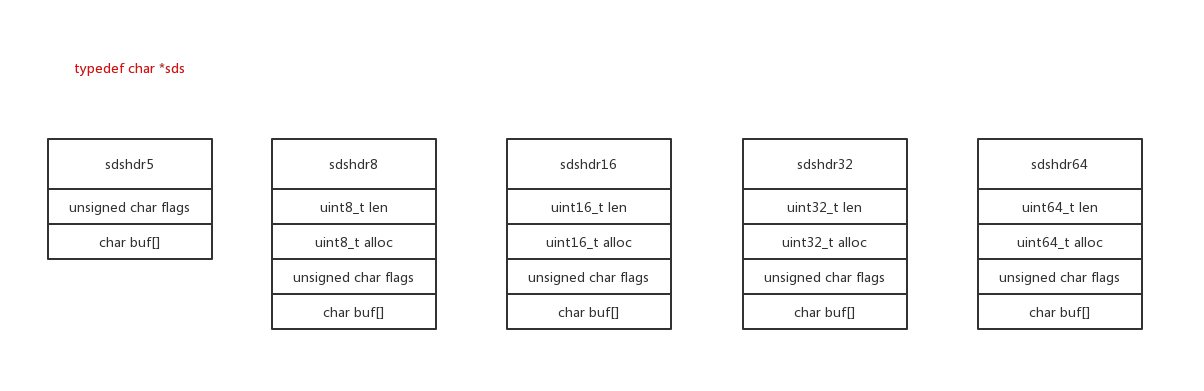 typedef char *sds
sdshdr5
unsigned char flags
char buf[]
sdshdr8
uint8_t len
uint8_t alloc
unsigned char flags
char buf[]
sdshdr16
uint16_t len
uint16_t alloc
unsigned char flags
char buf[]
sdshdr32
uint32_t len
uint32_t alloc
unsigned char flags
char buf[]
sdshdr64
uint64_t len
uint64_t alloc
unsigned char flags
char buf[]